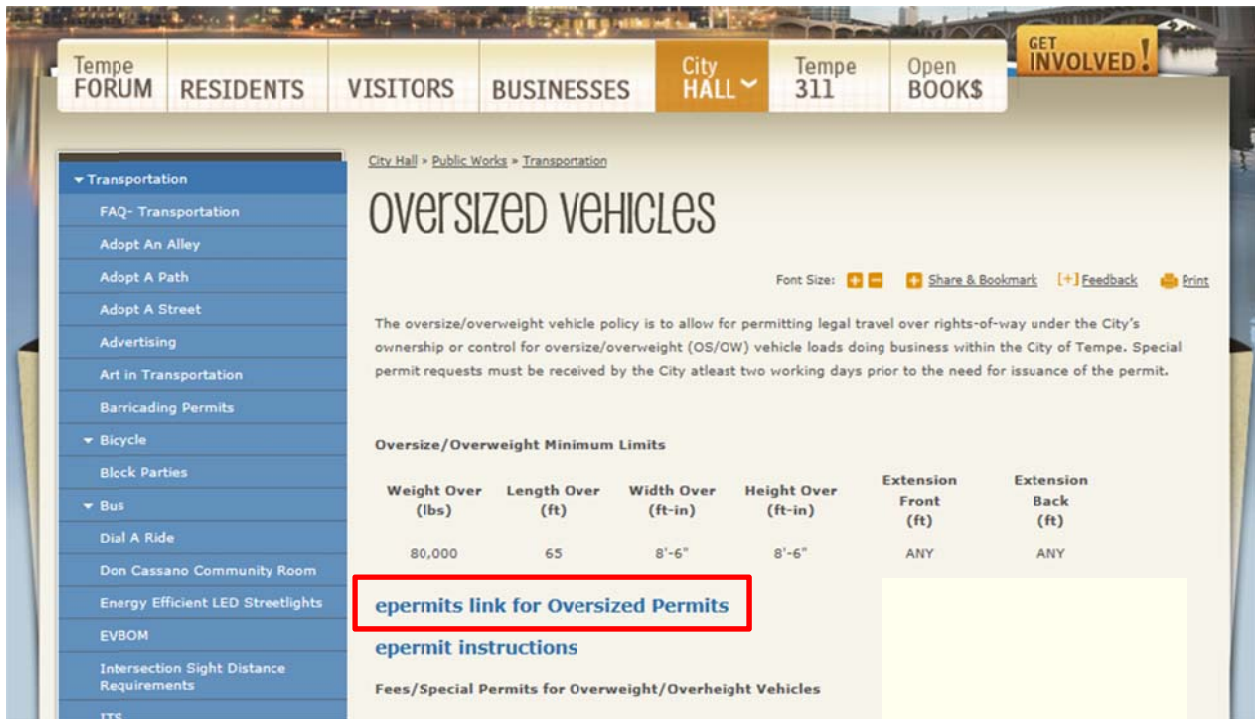 Tempe
FORUM
RESIDENTS
VISITORS
BUSINESSES
City
HALL
Tempe
311
Open
BOOK$
GET
INVOLVED!
Transportation
FAQ- Transportation
Adopt An Alley
Adopt A Path
Adopt A Street
Advertising
Art in Transportation
Barricading Permits
Bicycle
Block Parties
Bus
Dial A Ride
Don Cassano Community Room
Energy Efficient LED Streetlights
EVBOM
Intersection Sight Distance
Requirements
ITS
City Hall » Public Works » Transportation
Oversized Vehicles
Font Size: + - + Share & Bookmark [+] Feedback Print
The oversize/overweight vehicle policy is to allow for permitting legal travel over rights-of-way under the City's
ownership or control for oversize/overweight (OS/OW) vehicle loads doing business within the City of Tempe. Special
permit requests must be received by the City atleast two working days prior to the need for issuance of the permit.
Oversize/Overweight Minimum Limits
Weight Over (lbs) Length Over (ft) Width Over (ft-in) Height Over (ft-in) Extension Front (ft) Extension Back (ft)
80,000 65 8'-6" 8'-6" ANY ANY
epermits link for Oversized Permits
epermit instructions
Fees/Special Permits for Overweight/Overheight Vehicles